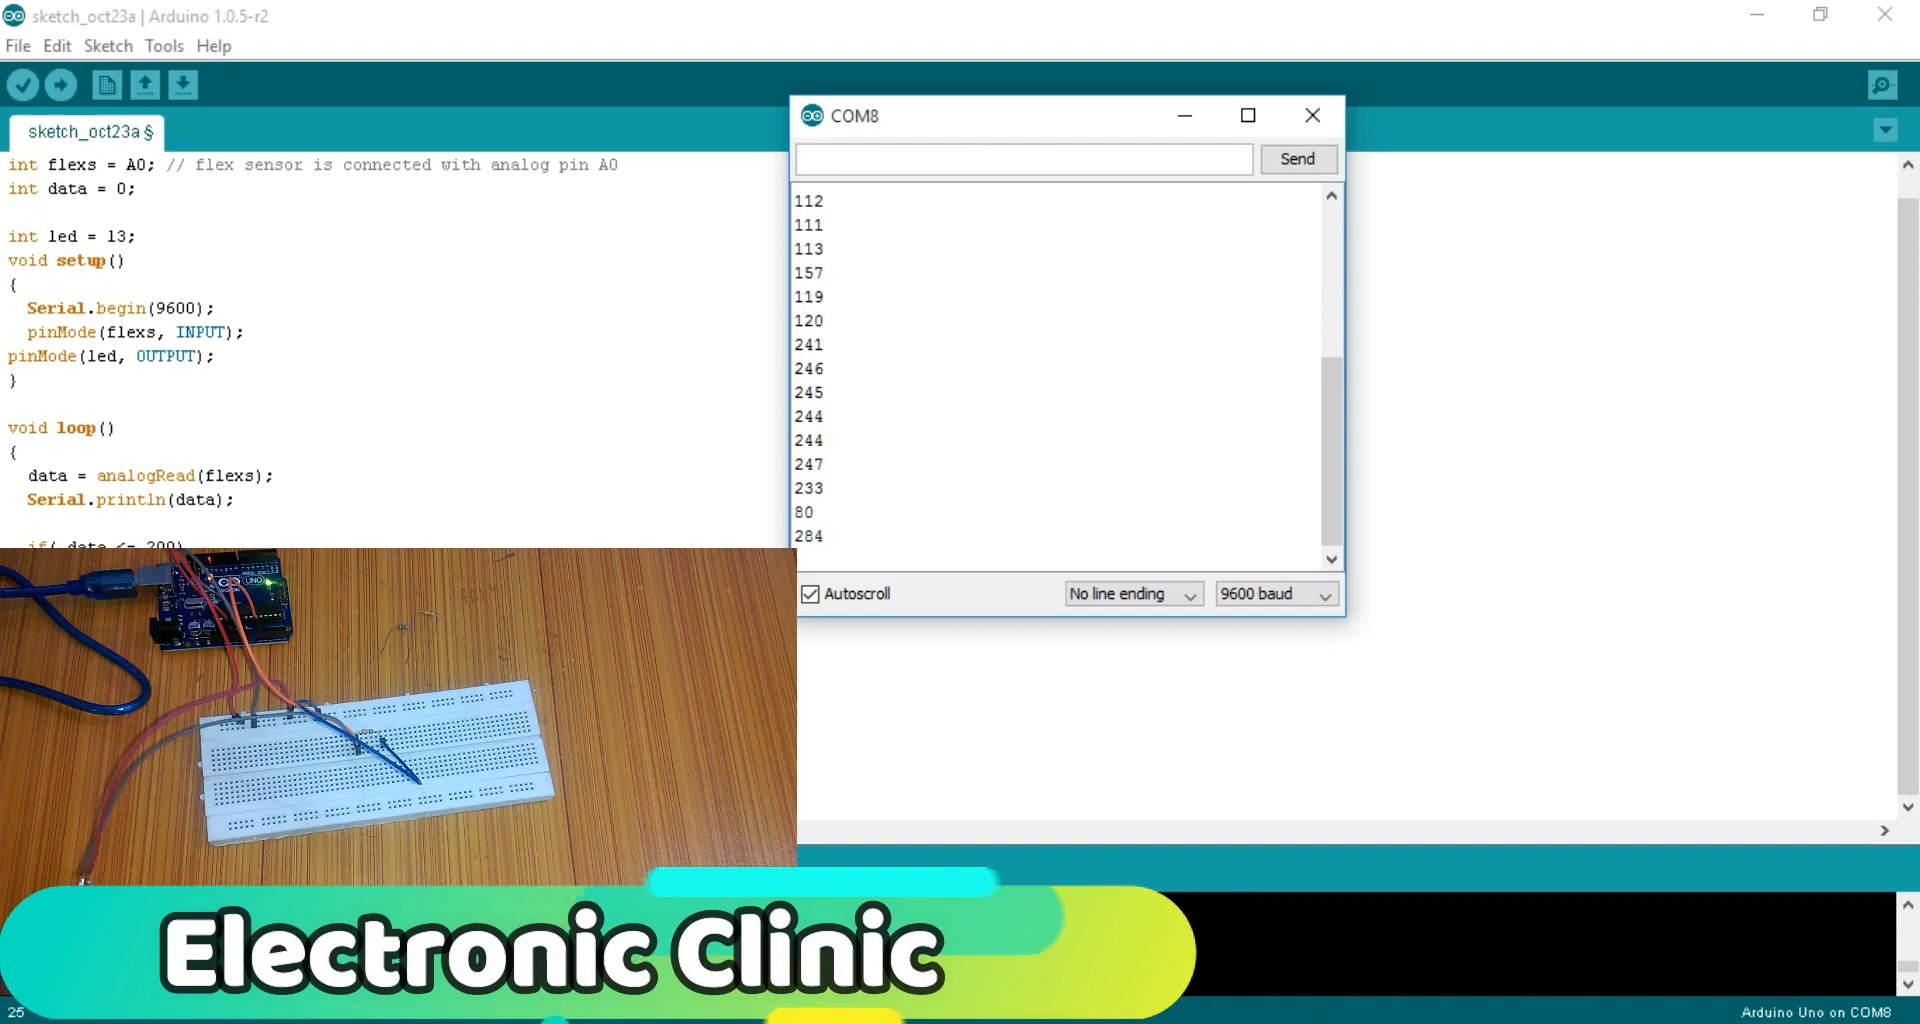 sketch_oct23a | Arduino 1.0.5-r2
File Edit Sketch Tools Help
sketch_oct23a §
int flexs = A0; // flex sensor is connected with analog pin A0
int data = 0;
int led = 13;
void setup()
{
Serial.begin(9600);
pinMode(flexs, INPUT);
pinMode(led, OUTPUT);
}
void loop()
{
data = analogRead(flexs);
Serial.println(data);
if( data <= 200)
COM8
Send
112
111
113
157
119
120
241
246
245
244
244
247
233
80
284
Autoscroll
No line ending
9600 baud
UNO
Electronic Clinic
25
Arduino Uno on COM8